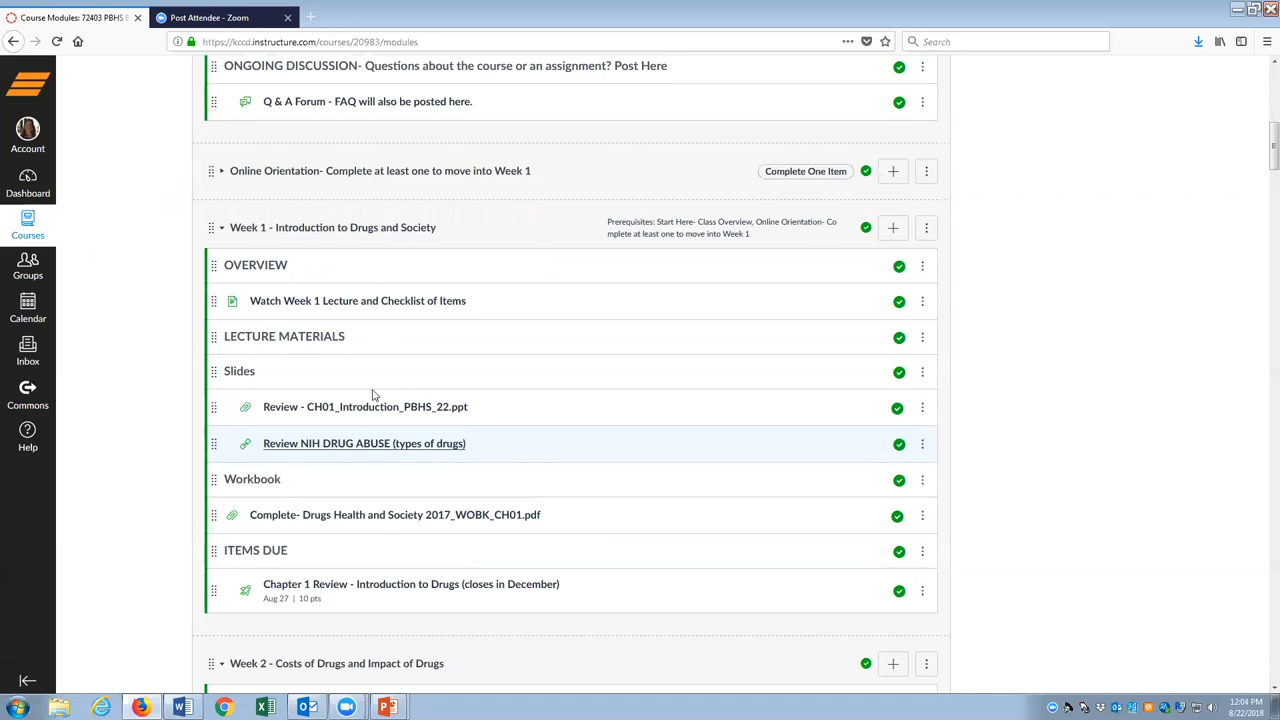 Course Modules: 72403 PBHS B
Post Attendee - Zoom
https://kccd.instructure.com/courses/20983/modules
Search
ONGOING DISCUSSION- Questions about the course or an assignment? Post Here
Q & A Forum - FAQ will also be posted here.
Online Orientation- Complete at least one to move into Week 1
Complete One Item
Week 1 - Introduction to Drugs and Society
Prerequisites: Start Here- Class Overview, Online Orientation- Co
mplete at least one to move into Week 1
OVERVIEW
Watch Week 1 Lecture and Checklist of Items
LECTURE MATERIALS
Slides
Review - CH01_Introduction_PBHS_22.ppt
Review NIH DRUG ABUSE (types of drugs)
Workbook
Complete- Drugs Health and Society 2017_WOBK_CH01.pdf
ITEMS DUE
Chapter 1 Review - Introduction to Drugs (closes in December)
Aug 27 | 10 pts
Week 2 - Costs of Drugs and Impact of Drugs
Account
Dashboard
Courses
Groups
Calendar
Inbox
Commons
Help
12:04 PM
8/22/2018